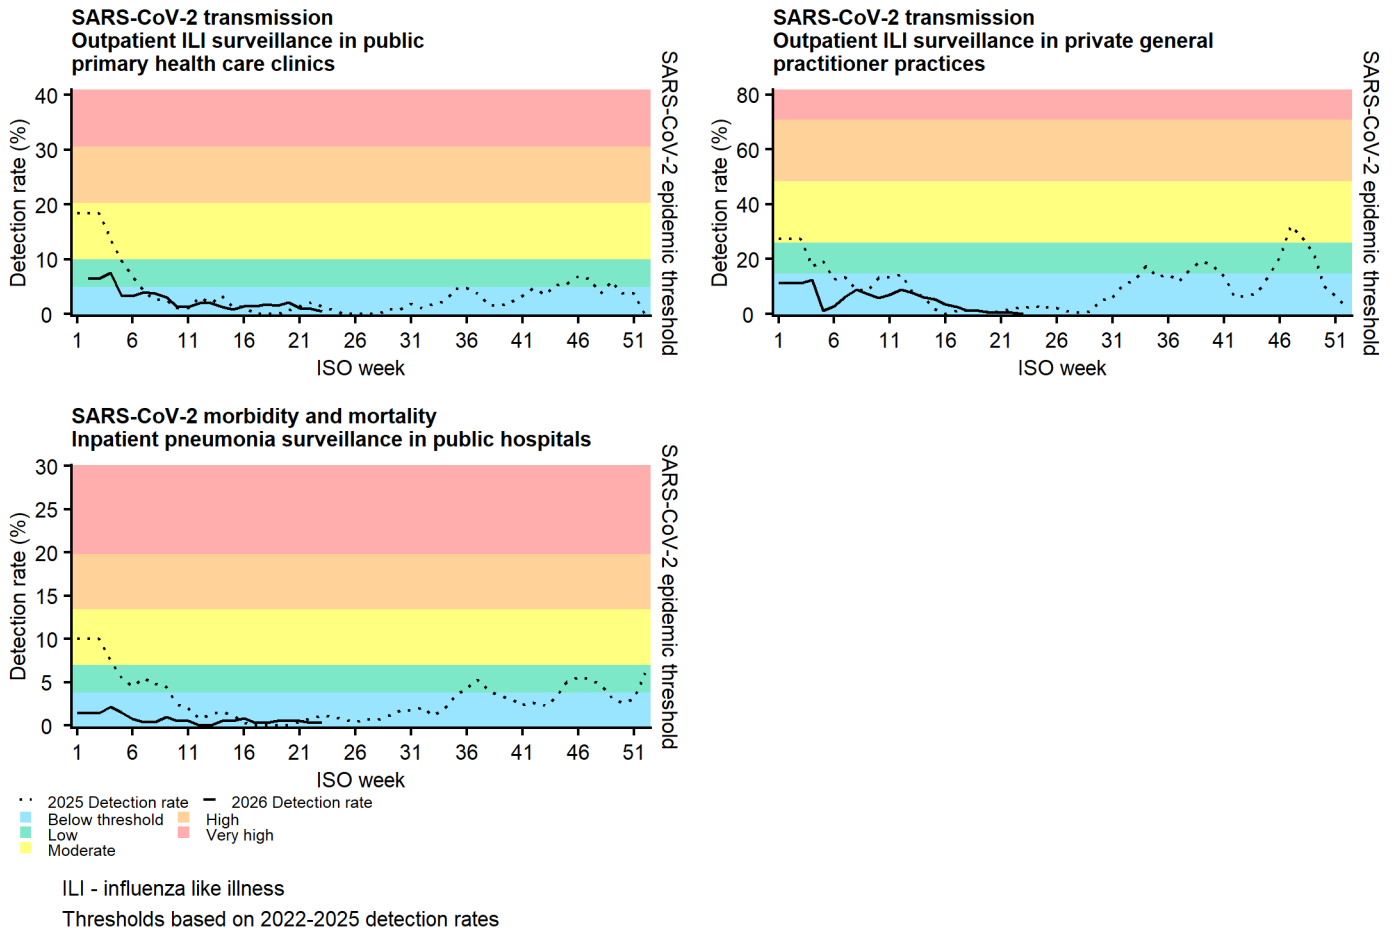 SARS-CoV-2 transmission
Outpatient ILI surveillance in public
primary health care clinics
40
30
20
10
0
Detection rate (%)
1 6 11 16 21 26 31 36 41 46 51
ISO week
SARS-CoV-2 epidemic threshold
SARS-CoV-2 transmission
Outpatient ILI surveillance in private general
practitioner practices
80
60
40
20
0
Detection rate (%)
1 6 11 16 21 26 31 36 41 46 51
ISO week
SARS-CoV-2 epidemic threshold
SARS-CoV-2 morbidity and mortality
Inpatient pneumonia surveillance in public hospitals
30
25
20
15
10
5
0
Detection rate (%)
1 6 11 16 21 26 31 36 41 46 51
ISO week
SARS-CoV-2 epidemic threshold
2025 Detection rate 2026 Detection rate
Below threshold High
Low Very high
Moderate
ILI - influenza like illness
Thresholds based on 2022-2025 detection rates